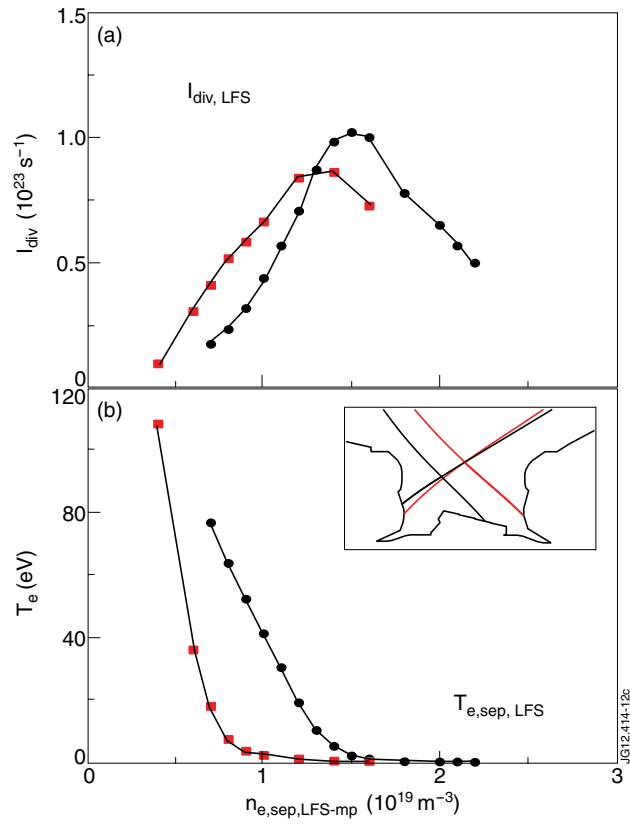 (a)
1.5
1.0
0.5
0
I_div, LFS
I_div (10^23 s^−1)
(b)
120
80
40
0
T_e (eV)
T_e,sep, LFS
0 1 2 3
n_e,sep,LFS-mp (10^19 m^−3)
JG12.414-12c